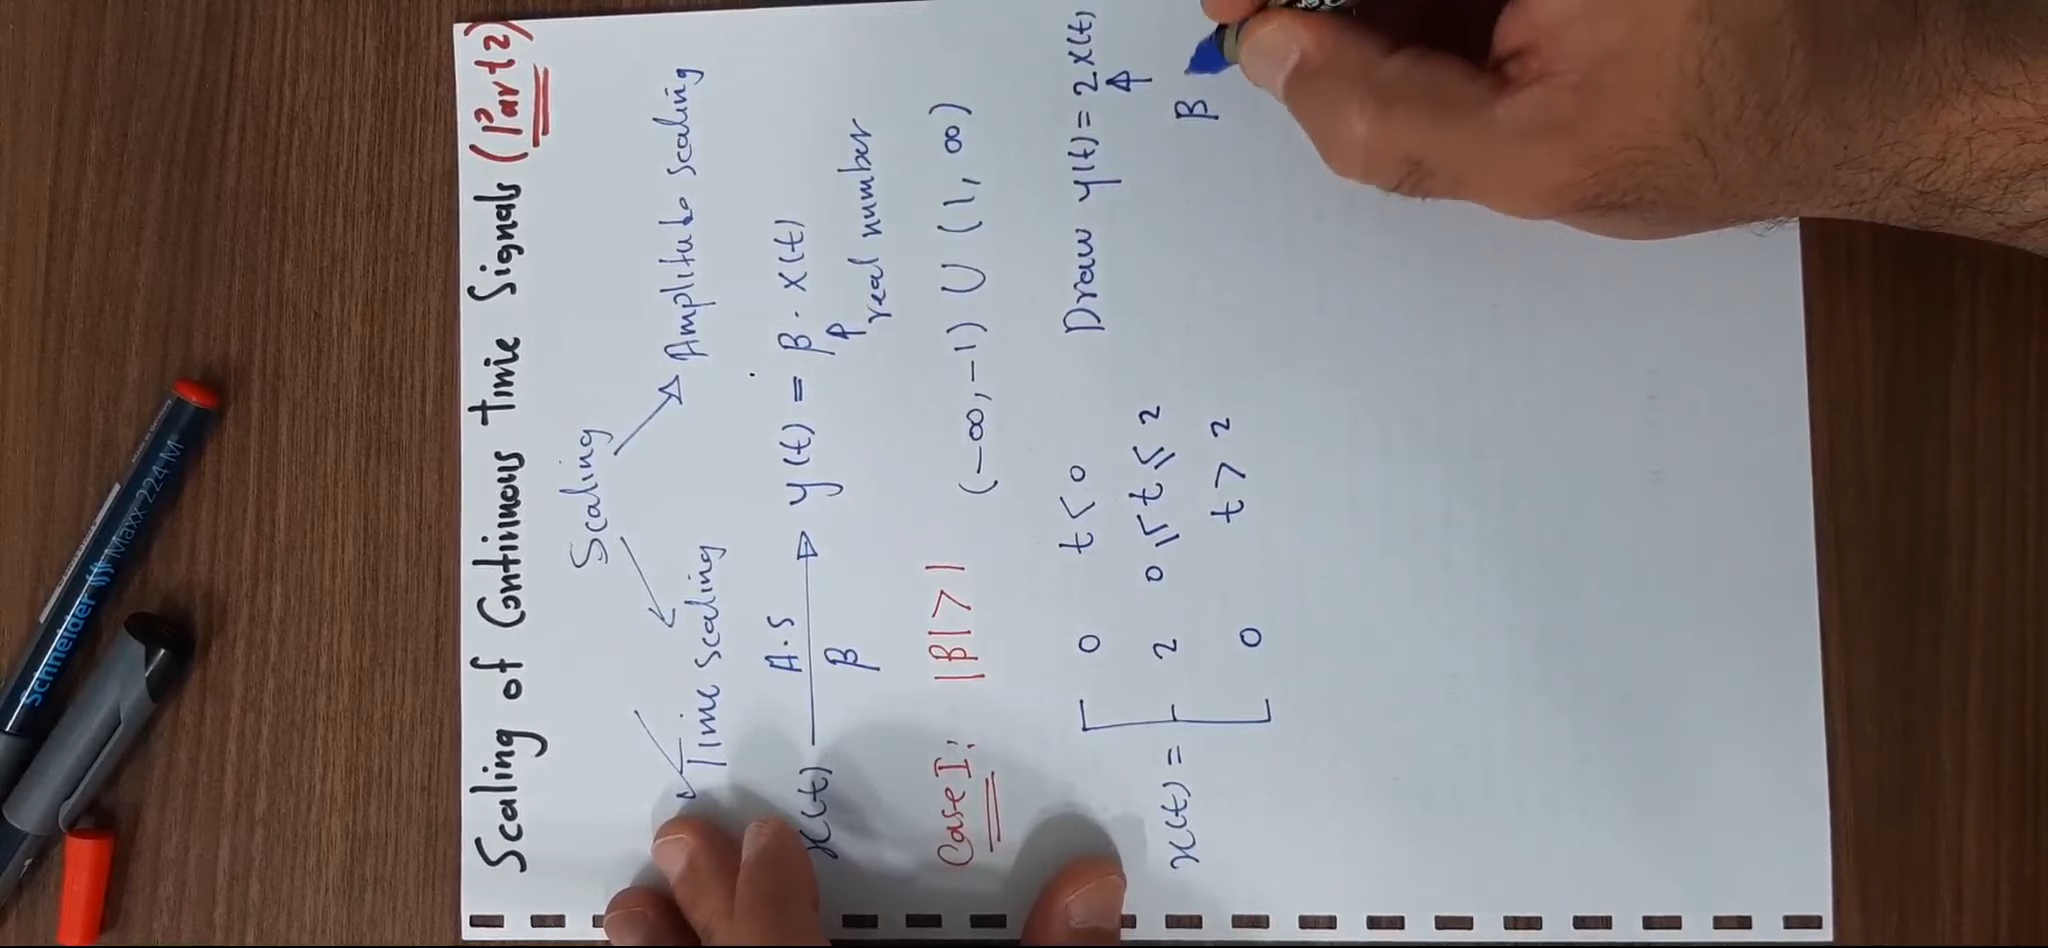 Scaling of Continuous time Signals (Part 2)
Scaling
Time scaling Amplitude scaling
x(t) A.S β y(t) = β . x(t)
real number
Case I: |β| > 1 (-∞, -1) U (1, ∞)
x(t) = 0 t < 0
2 0 ≤ t ≤ 2
0 t > 2
Draw y(t) = 2x(t)
β
Schneider Maxx 224 M